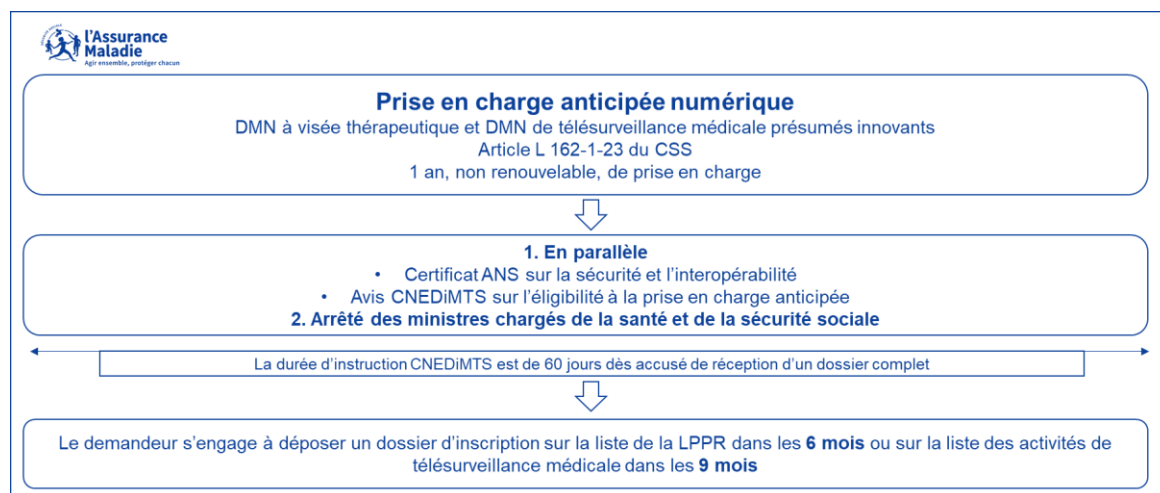 l'Assurance
Maladie
Agir ensemble, protéger chacun
Prise en charge anticipée numérique
DMN à visée thérapeutique et DMN de télésurveillance médicale présumés innovants
Article L 162-1-23 du CSS
1 an, non renouvelable, de prise en charge
1. En parallèle
• Certificat ANS sur la sécurité et l'interopérabilité
• Avis CNEDiMTS sur l'éligibilité à la prise en charge anticipée
2. Arrêté des ministres chargés de la santé et de la sécurité sociale
La durée d'instruction CNEDiMTS est de 60 jours dès accusé de réception d'un dossier complet
Le demandeur s'engage à déposer un dossier d'inscription sur la liste de la LPPR dans les 6 mois ou sur la liste des activités de
télésurveillance médicale dans les 9 mois